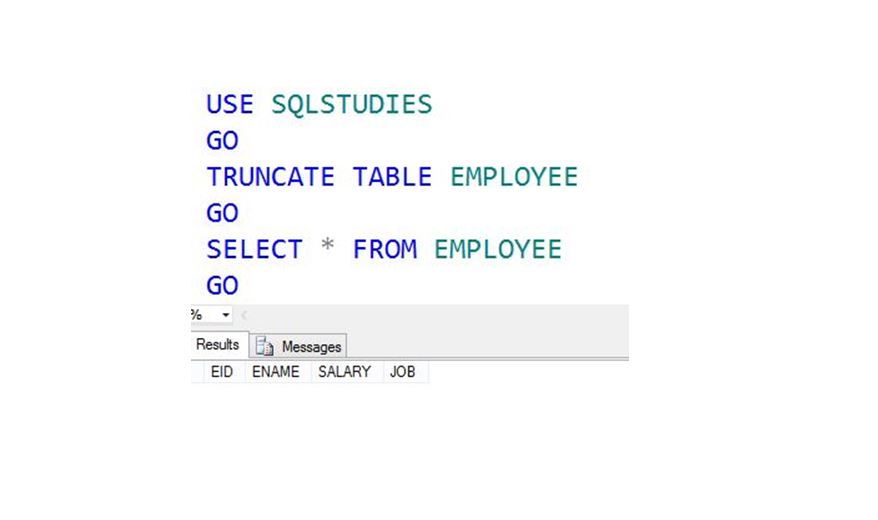 USE SQLSTUDIES
GO
TRUNCATE TABLE EMPLOYEE
GO
SELECT * FROM EMPLOYEE
GO
%
Results Messages
EID ENAME SALARY JOB